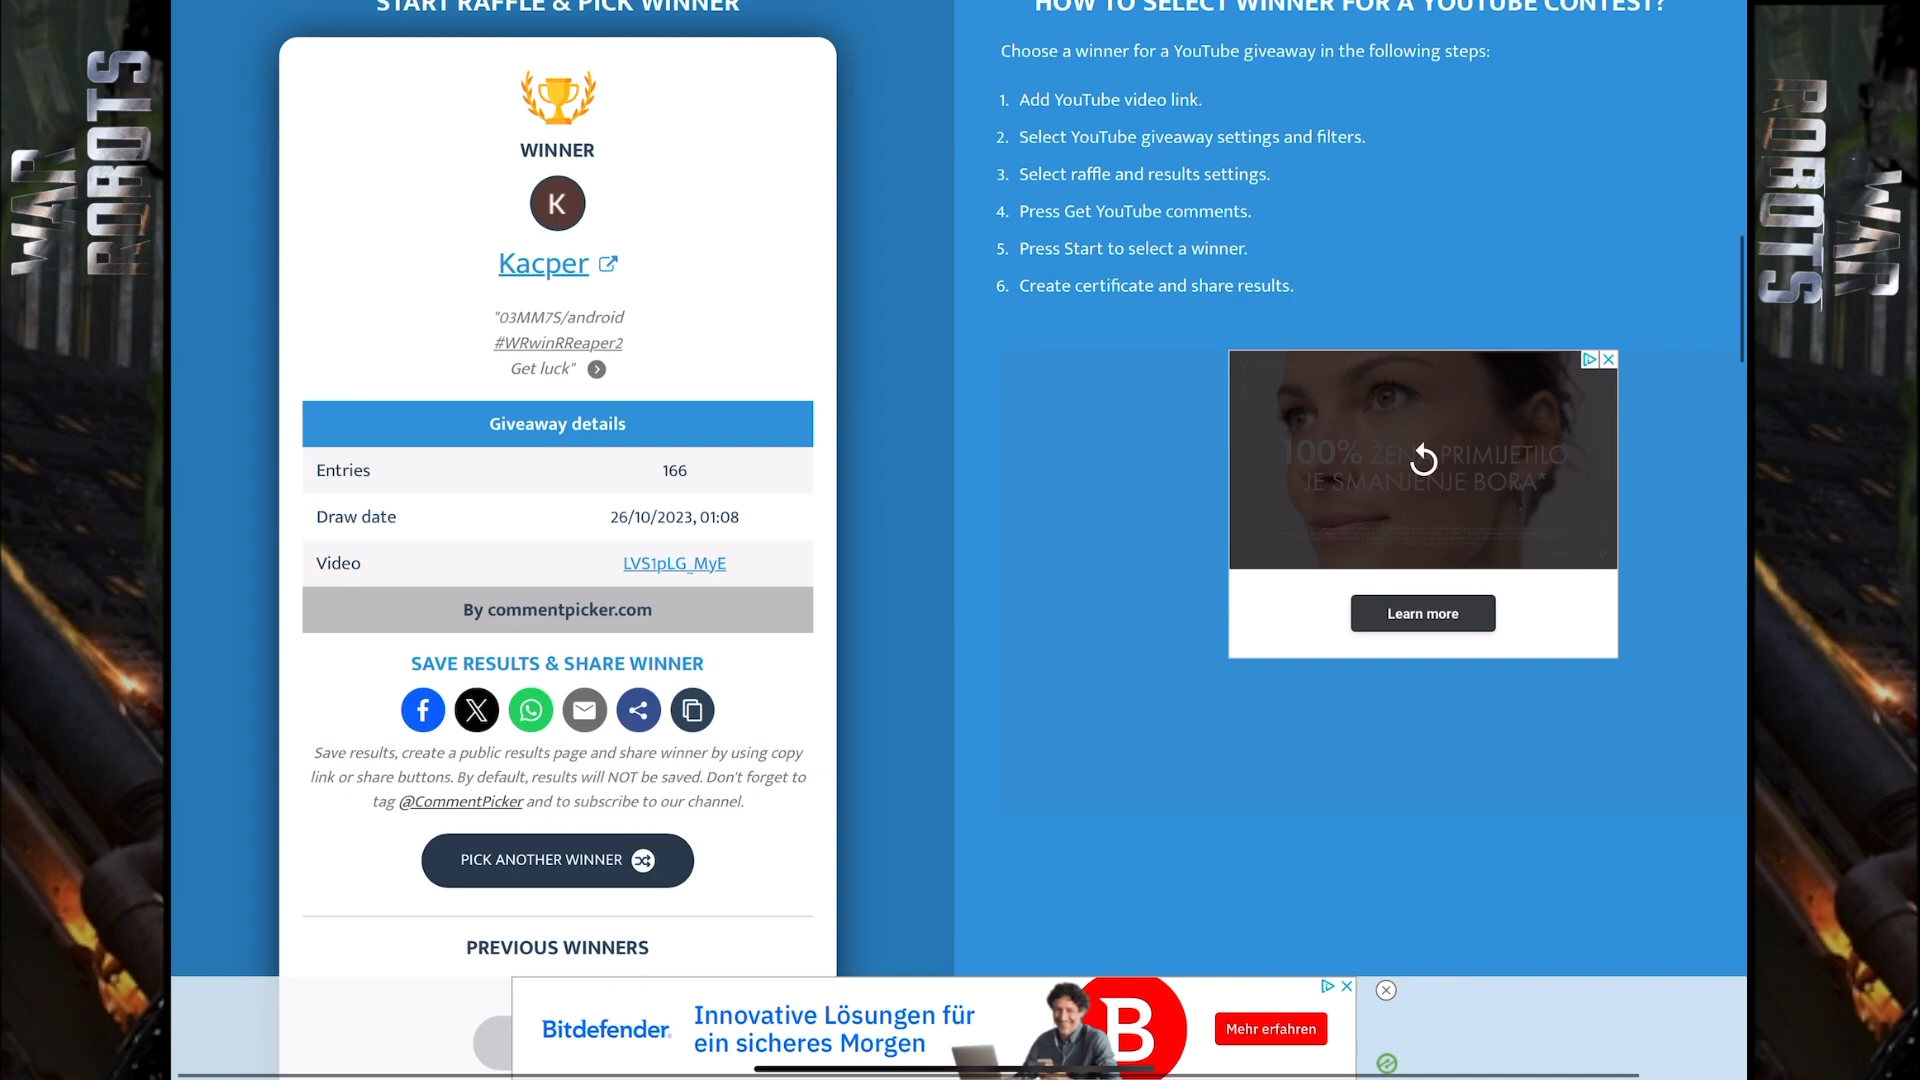 START RAFFLE & PICK WINNER
WINNER
K
Kacper
"03MM7S/android
#WRwinRReaper2
Get luck"
Giveaway details
Entries 166
Draw date 26/10/2023, 01:08
Video LVS1pLG_MyE
By commentpicker.com
SAVE RESULTS & SHARE WINNER
Save results, create a public results page and share winner by using copy
link or share buttons. By default, results will NOT be saved. Don't forget to
tag @CommentPicker and to subscribe to our channel.
PICK ANOTHER WINNER
PREVIOUS WINNERS
HOW TO SELECT WINNER FOR A YOUTUBE CONTEST?
Choose a winner for a YouTube giveaway in the following steps:
1. Add YouTube video link.
2. Select YouTube giveaway settings and filters.
3. Select raffle and results settings.
4. Press Get YouTube comments.
5. Press Start to select a winner.
6. Create certificate and share results.
100% ŽENA PRIMIJETILO
JE SMANJENJE BORA*
Learn more
Bitdefender
Innovative Lösungen für
ein sicheres Morgen
B
Mehr erfahren
WAR
ROBOTS
WAR
ROBOTS